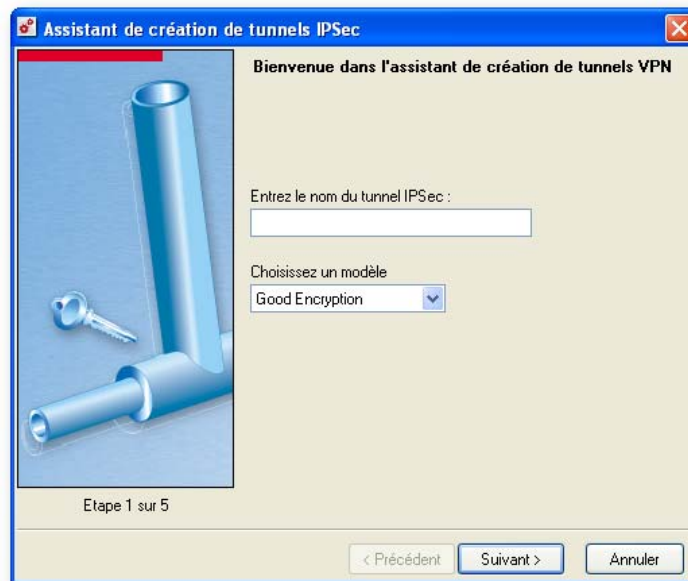 Assistant de création de tunnels IPSec
Bienvenue dans l'assistant de création de tunnels VPN
Entrez le nom du tunnel IPSec :
Choisissez un modèle
Good Encryption
Etape 1 sur 5
< Précédent
Suivant >
Annuler